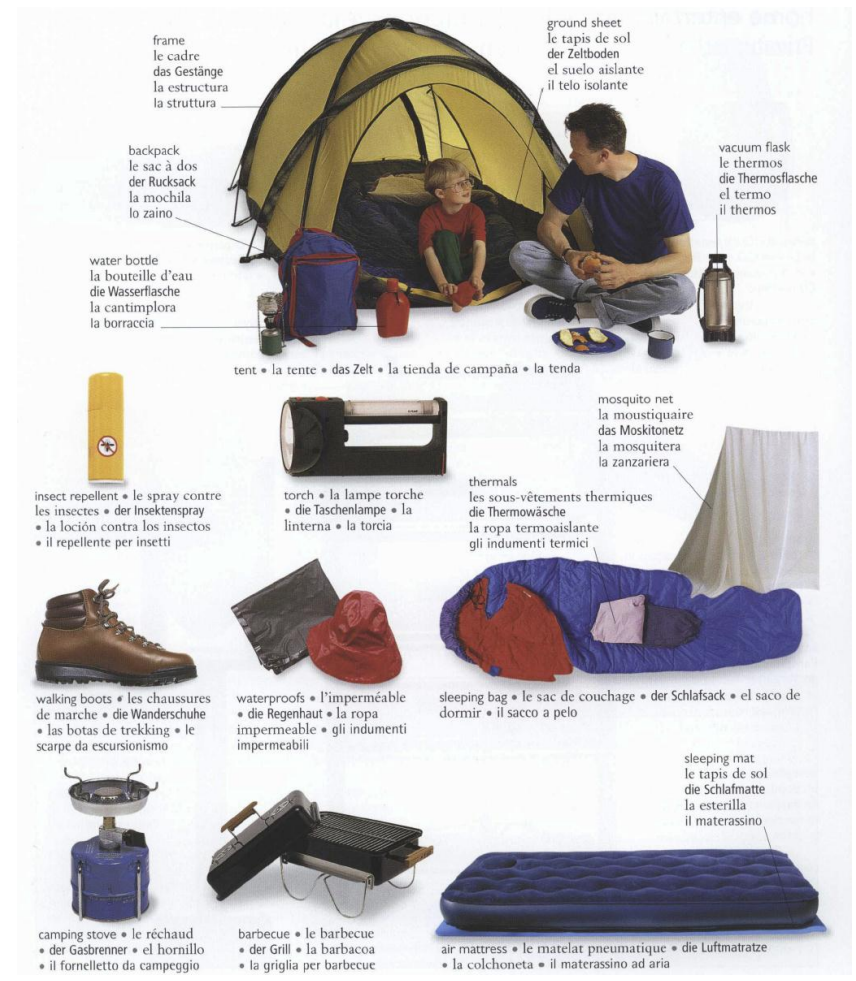 frame
le cadre
das Gestänge
la estructura
la struttura
ground sheet
le tapis de sol
der Zeltboden
el suelo aislante
il telo isolante
backpack
le sac à dos
der Rucksack
la mochila
lo zaino
vacuum flask
le thermos
die Thermosflasche
el termo
il thermos
water bottle
la bouteille d'eau
die Wasserflasche
la cantimplora
la borraccia
tent • la tente • das Zelt • la tienda de campaña • la tenda
insect repellent • le spray contre
les insectes • der Insektenspray
• la loción contra los insectos
• il repellente per insetti
torch • la lampe torche
• die Taschenlampe • la
linterna • la torcia
mosquito net
la moustiquaire
das Moskitonetz
la mosquitera
la zanzariera
thermals
les sous-vêtements thermiques
die Thermowäsche
la ropa termoaislante
gli indumenti termici
walking boots • les chaussures
de marche • die Wanderschuhe
• las botas de trekking • le
scarpe da escursionismo
waterproofs • l'imperméable
• die Regenhaut • la ropa
impermeable • gli indumenti
impermeabili
sleeping bag • le sac de couchage • der Schlafsack • el saco de
dormir • il sacco a pelo
sleeping mat
le tapis de sol
die Schlafmatte
la esterilla
il materassino
camping stove • le réchaud
• der Gasbrenner • el hornillo
• il fornelletto da campeggio
barbecue • le barbecue
• der Grill • la barbacoa
• la griglia per barbecue
air mattress • le matelat pneumatique • die Luftmatratze
• la colchoneta • il materassino ad aria